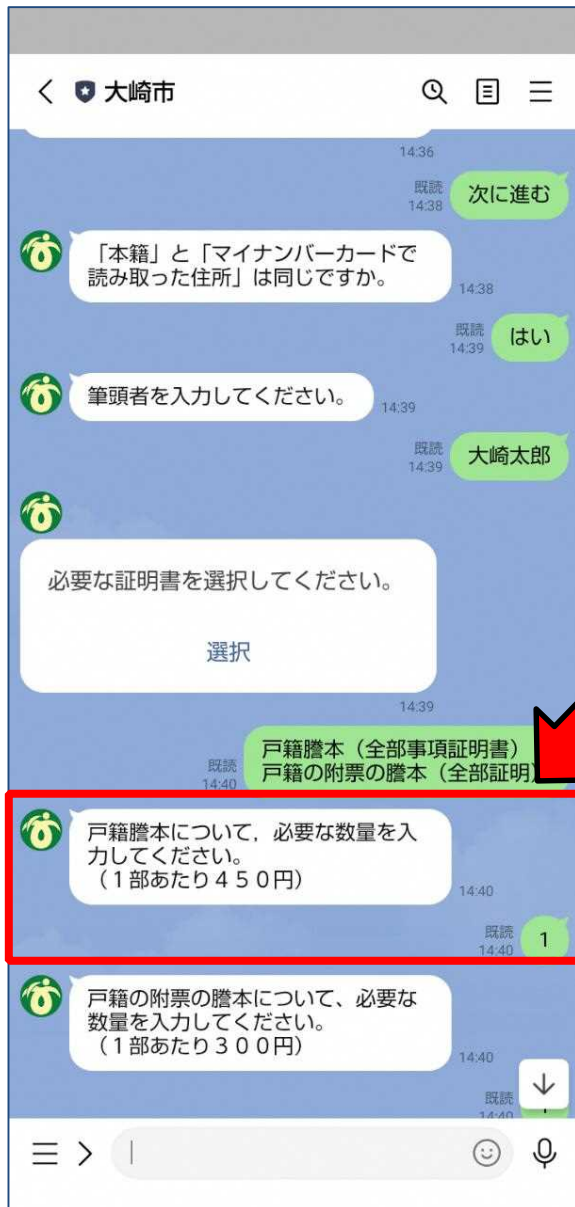 大崎市
14:36
既読
14:38
次に進む
「本籍」と「マイナンバーカードで
読み取った住所」は同じですか。
14:38
既読
14:39
はい
筆頭者を入力してください。
14:39
既読
14:39
大崎太郎
必要な証明書を選択してください。
選択
14:39
戸籍謄本（全部事項証明書）
戸籍の附票の謄本（全部証明）
既読
14:40
戸籍謄本について，必要な数量を入
力してください。
（１部あたり４５０円）
14:40
既読
14:40
1
戸籍の附票の謄本について、必要な
数量を入力してください。
（１部あたり３００円）
14:40
既読
14:40